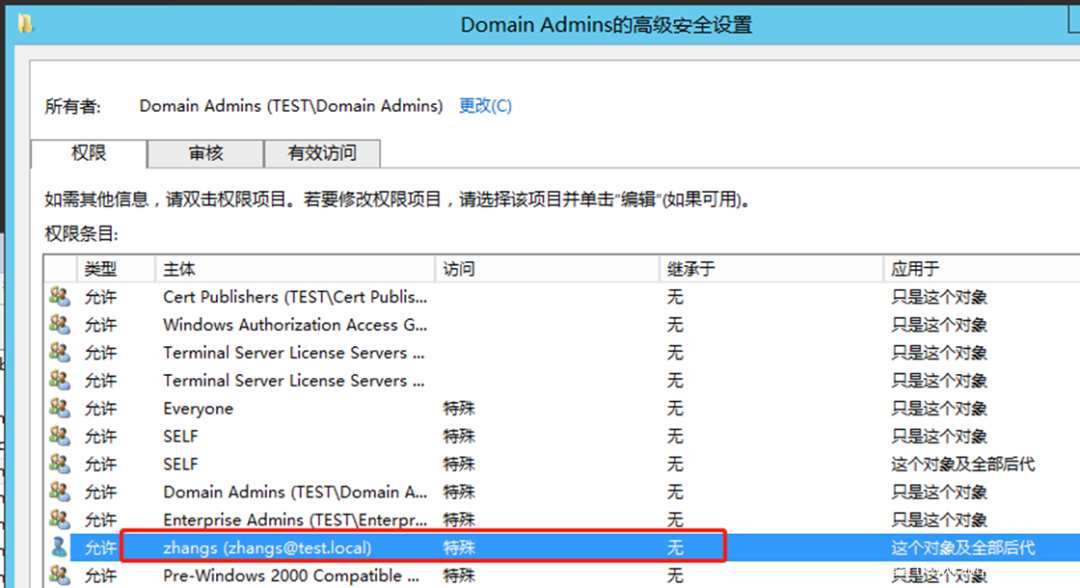 Domain Admins的高级安全设置
所有者: Domain Admins (TEST\Domain Admins) 更改(C)
权限 审核 有效访问
如需其他信息，请双击权限项目。若要修改权限项目，请选择该项目并单击“编辑”(如果可用)。
权限条目:
类型 主体 访问 继承于 应用于
允许 Cert Publishers (TEST\Cert Publis... 无 只是这个对象
允许 Windows Authorization Access G... 无 只是这个对象
允许 Terminal Server License Servers ... 无 只是这个对象
允许 Terminal Server License Servers ... 无 只是这个对象
允许 Everyone 特殊 无 只是这个对象
允许 SELF 特殊 无 只是这个对象
允许 SELF 特殊 无 这个对象及全部后代
允许 Domain Admins (TEST\Domain A... 特殊 无 只是这个对象
允许 Enterprise Admins (TEST\Enterpr... 特殊 无 只是这个对象
允许 zhangs (zhangs@test.local) 特殊 无 这个对象及全部后代
允许 Pre-Windows 2000 Compatible ... 特殊 无 只是这个对象